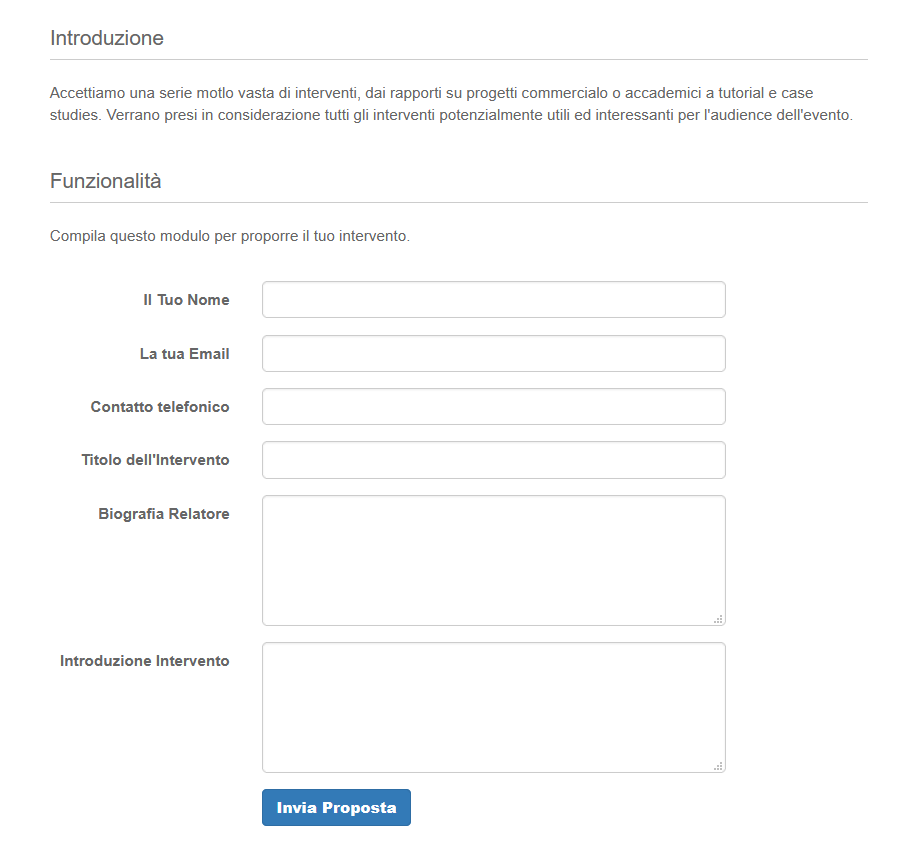 Introduzione
Accettiamo una serie motlo vasta di interventi, dai rapporti su progetti commercialo o accademici a tutorial e case
studies. Verrano presi in considerazione tutti gli interventi potenzialmente utili ed interessanti per l'audience dell'evento.
Funzionalità
Compila questo modulo per proporre il tuo intervento.
Il Tuo Nome
La tua Email
Contatto telefonico
Titolo dell'Intervento
Biografia Relatore
Introduzione Intervento
Invia Proposta